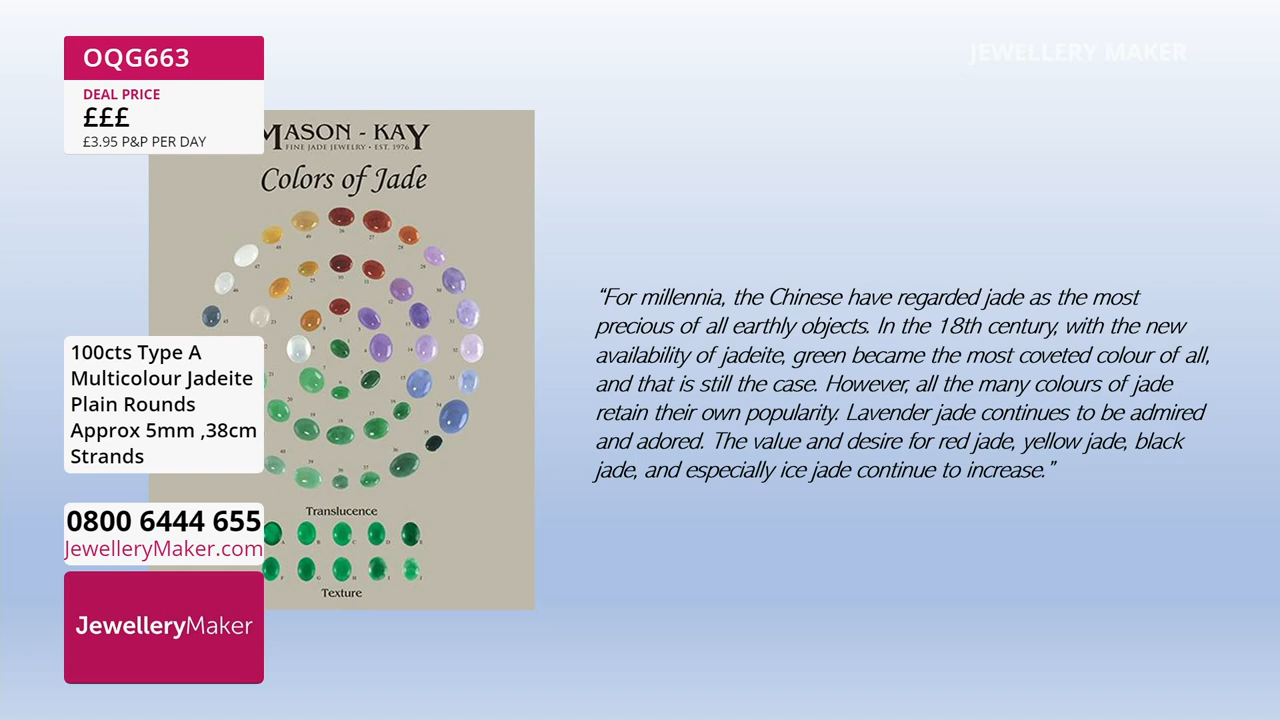 OQG663
DEAL PRICE
£££
£3.95 P&P PER DAY
JEWELLERY MAKER
MASON - KAY
FINE JADE JEWELRY • EST. 1976
Colors of Jade
100cts Type A
Multicolour Jadeite
Plain Rounds
Approx 5mm ,38cm
Strands
0800 6444 655
JewelleryMaker.com
JewelleryMaker
Translucence
Texture
“For millennia, the Chinese have regarded jade as the most
precious of all earthly objects. In the 18th century, with the new
availability of jadeite, green became the most coveted colour of all,
and that is still the case. However, all the many colours of jade
retain their own popularity. Lavender jade continues to be admired
and adored. The value and desire for red jade, yellow jade, black
jade, and especially ice jade continue to increase.”